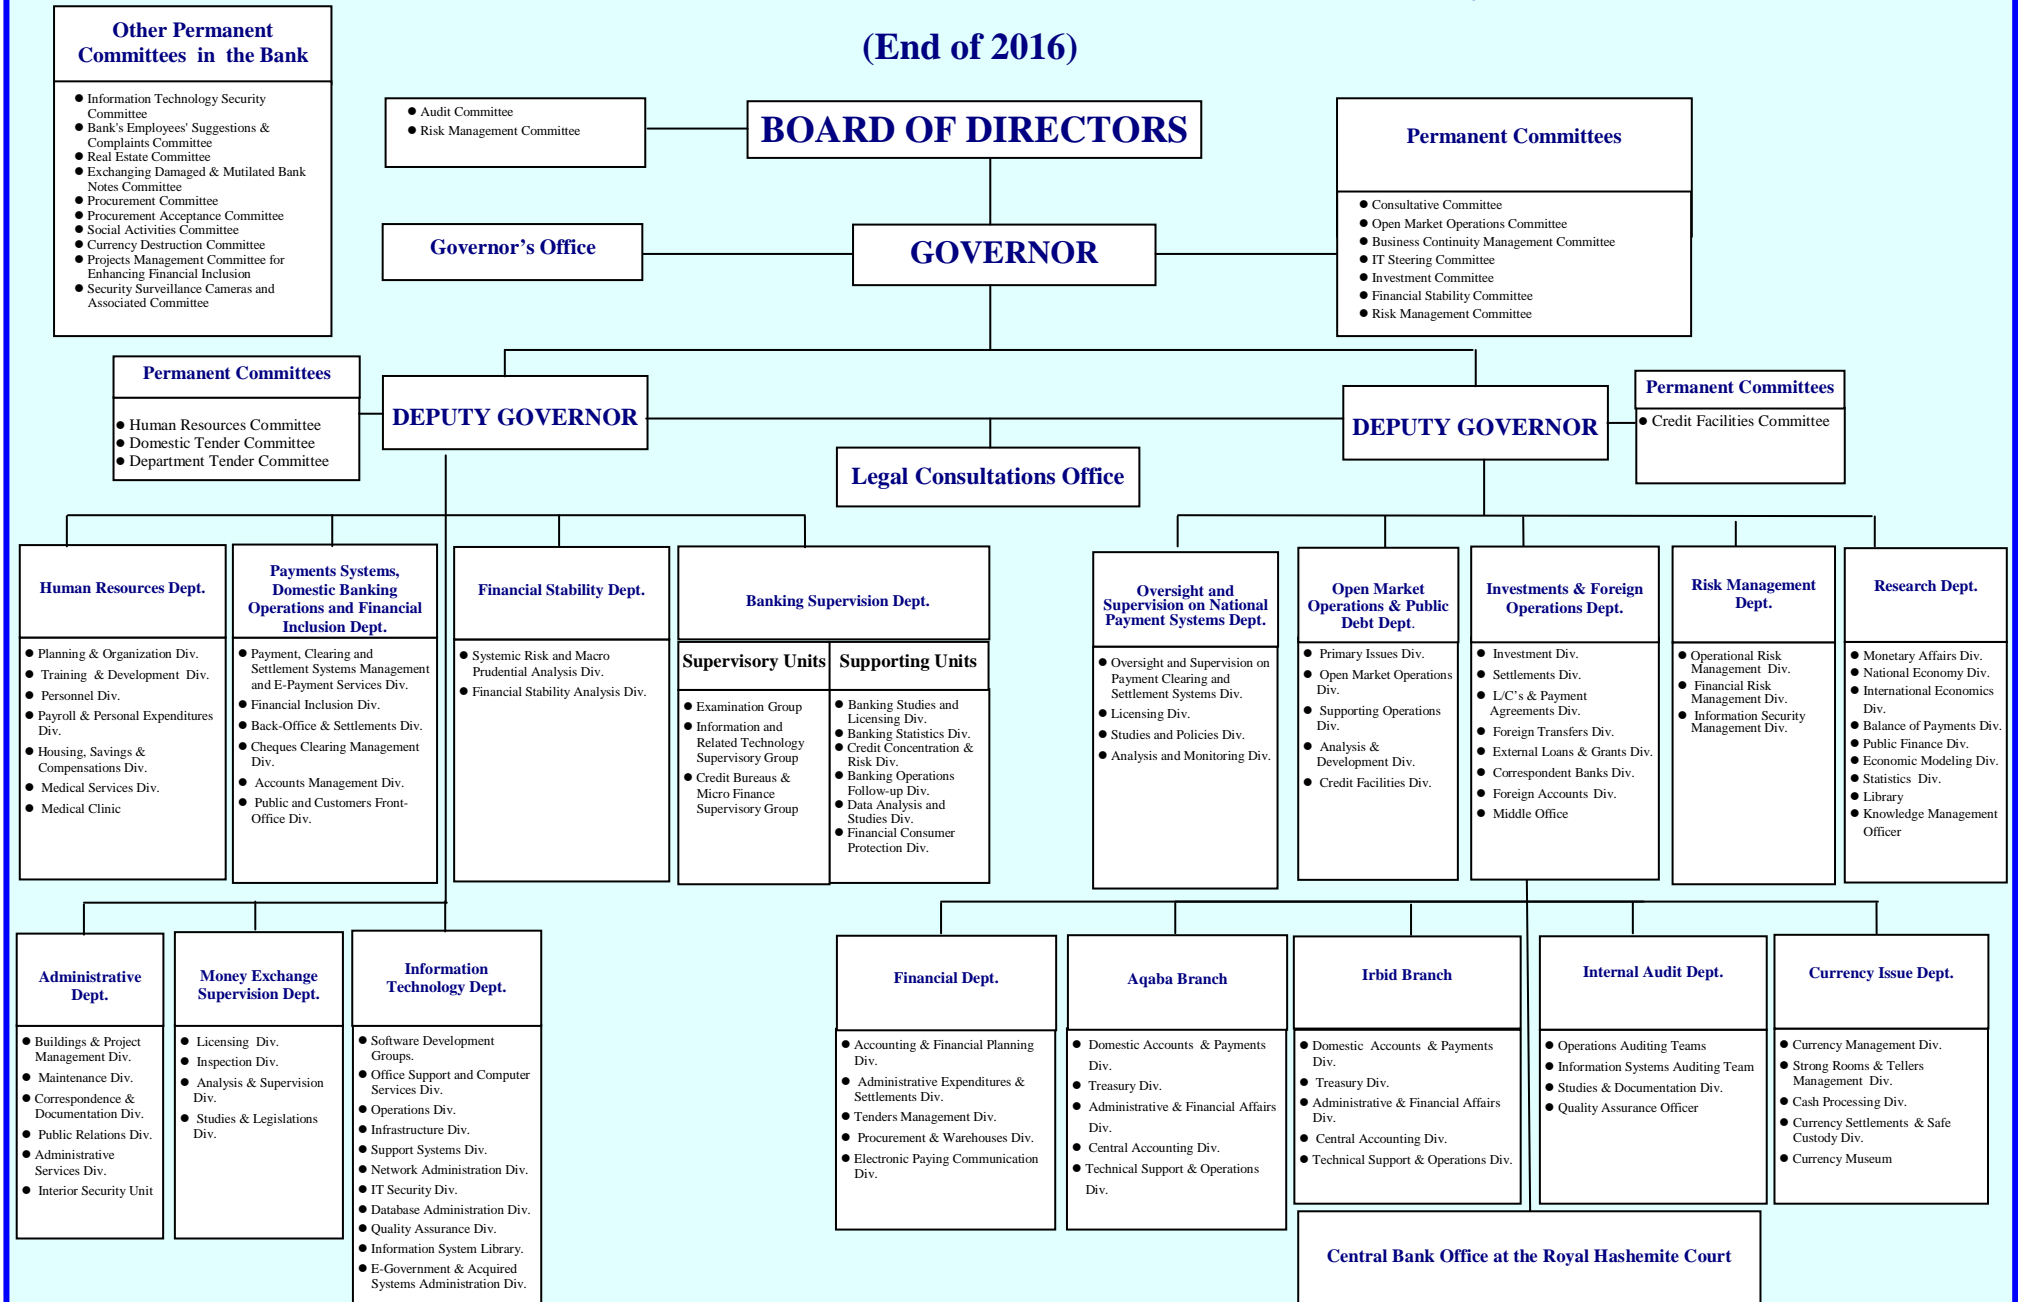 Other Permanent
Committees in the Bank
● Information Technology Security
Committee
● Bank's Employees' Suggestions &
Complaints Committee
● Real Estate Committee
● Exchanging Damaged & Mutilated Bank
Notes Committee
● Procurement Committee
● Procurement Acceptance Committee
● Social Activities Committee
● Currency Destruction Committee
● Projects Management Committee for
Enhancing Financial Inclusion
● Security Surveillance Cameras and
Associated Committee
(End of 2016)
● Audit Committee
● Risk Management Committee
BOARD OF DIRECTORS
Permanent Committees
● Consultative Committee
● Open Market Operations Committee
● Business Continuity Management Committee
● IT Steering Committee
● Investment Committee
● Financial Stability Committee
● Risk Management Committee
Governor's Office
GOVERNOR
Permanent Committees
● Human Resources Committee
● Domestic Tender Committee
● Department Tender Committee
DEPUTY GOVERNOR
Legal Consultations Office
DEPUTY GOVERNOR
Permanent Committees
● Credit Facilities Committee
Human Resources Dept.
● Planning & Organization Div.
● Training & Development Div.
● Personnel Div.
● Payroll & Personal Expenditures
Div.
● Housing, Savings &
Compensations Div.
● Medical Services Div.
● Medical Clinic
Payments Systems,
Domestic Banking
Operations and Financial
Inclusion Dept.
● Payment, Clearing and
Settlement Systems Management
and E-Payment Services Div.
● Financial Inclusion Div.
● Back-Office & Settlements Div.
● Cheques Clearing Management
Div.
● Accounts Management Div.
● Public and Customers Front-
Office Div.
Financial Stability Dept.
● Systemic Risk and Macro
Prudential Analysis Div.
● Financial Stability Analysis Div.
Banking Supervision Dept.
Supervisory Units
● Examination Group
● Information and
Related Technology
Supervisory Group
● Credit Bureaus &
Micro Finance
Supervisory Group
Supporting Units
● Banking Studies and
Licensing Div.
● Banking Statistics Div.
● Credit Concentration &
Risk Div.
● Banking Operations
Follow-up Div.
● Data Analysis and
Studies Div.
● Financial Consumer
Protection Div.
Oversight and
Supervision on National
Payment Systems Dept.
● Oversight and Supervision on
Payment Clearing and
Settlement Systems Div.
● Licensing Div.
● Studies and Policies Div.
● Analysis and Monitoring Div.
Open Market
Operations & Public
Debt Dept.
● Primary Issues Div.
● Open Market Operations
Div.
● Supporting Operations
Div.
● Analysis &
Development Div.
● Credit Facilities Div.
Investments & Foreign
Operations Dept.
● Investment Div.
● Settlements Div.
● L/C's & Payment
Agreements Div.
● Foreign Transfers Div.
● External Loans & Grants Div.
● Correspondent Banks Div.
● Foreign Accounts Div.
● Middle Office
Risk Management
Dept.
● Operational Risk
Management Div.
● Financial Risk
Management Div.
● Information Security
Management Div.
Research Dept.
● Monetary Affairs Div.
● National Economy Div.
● International Economics
Div.
● Balance of Payments Div.
● Public Finance Div.
● Economic Modeling Div.
● Statistics Div.
● Library
● Knowledge Management
Officer
Administrative
Dept.
● Buildings & Project
Management Div.
● Maintenance Div.
● Correspondence &
Documentation Div.
● Public Relations Div.
● Administrative
Services Div.
● Interior Security Unit
Money Exchange
Supervision Dept.
● Licensing Div.
● Inspection Div.
● Analysis & Supervision
Div.
● Studies & Legislations
Div.
Information
Technology Dept.
● Software Development
Groups.
● Office Support and Computer
Services Div.
● Operations Div.
● Infrastructure Div.
● Support Systems Div.
● Network Administration Div.
● IT Security Div.
● Database Administration Div.
● Quality Assurance Div.
● Information System Library.
● E-Government & Acquired
Systems Administration Div.
Financial Dept.
● Accounting & Financial Planning
Div.
● Administrative Expenditures &
Settlements Div.
● Tenders Management Div.
● Procurement & Warehouses Div.
● Electronic Paying Communication
Div.
Aqaba Branch
● Domestic Accounts & Payments
Div.
● Treasury Div.
● Administrative & Financial Affairs
Div.
● Central Accounting Div.
● Technical Support & Operations
Div.
Irbid Branch
● Domestic Accounts & Payments
Div.
● Treasury Div.
● Administrative & Financial Affairs
Div.
● Central Accounting Div.
● Technical Support & Operations Div.
Internal Audit Dept.
● Operations Auditing Teams
● Information Systems Auditing Team
● Studies & Documentation Div.
● Quality Assurance Officer
Currency Issue Dept.
● Currency Management Div.
● Strong Rooms & Tellers
Management Div.
● Cash Processing Div.
● Currency Settlements & Safe
Custody Div.
● Currency Museum
Central Bank Office at the Royal Hashemite Court